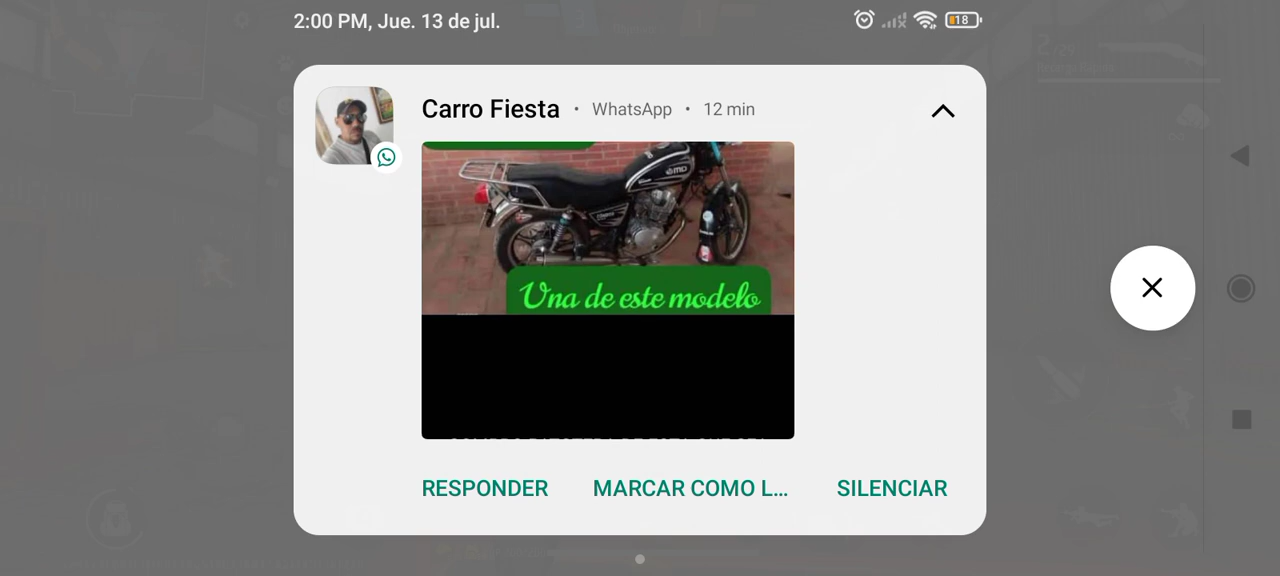 2:00 PM, Jue. 13 de jul.
18
Carro Fiesta • WhatsApp • 12 min
MD
Una de este modelo
RESPONDER
MARCAR COMO L...
SILENCIAR